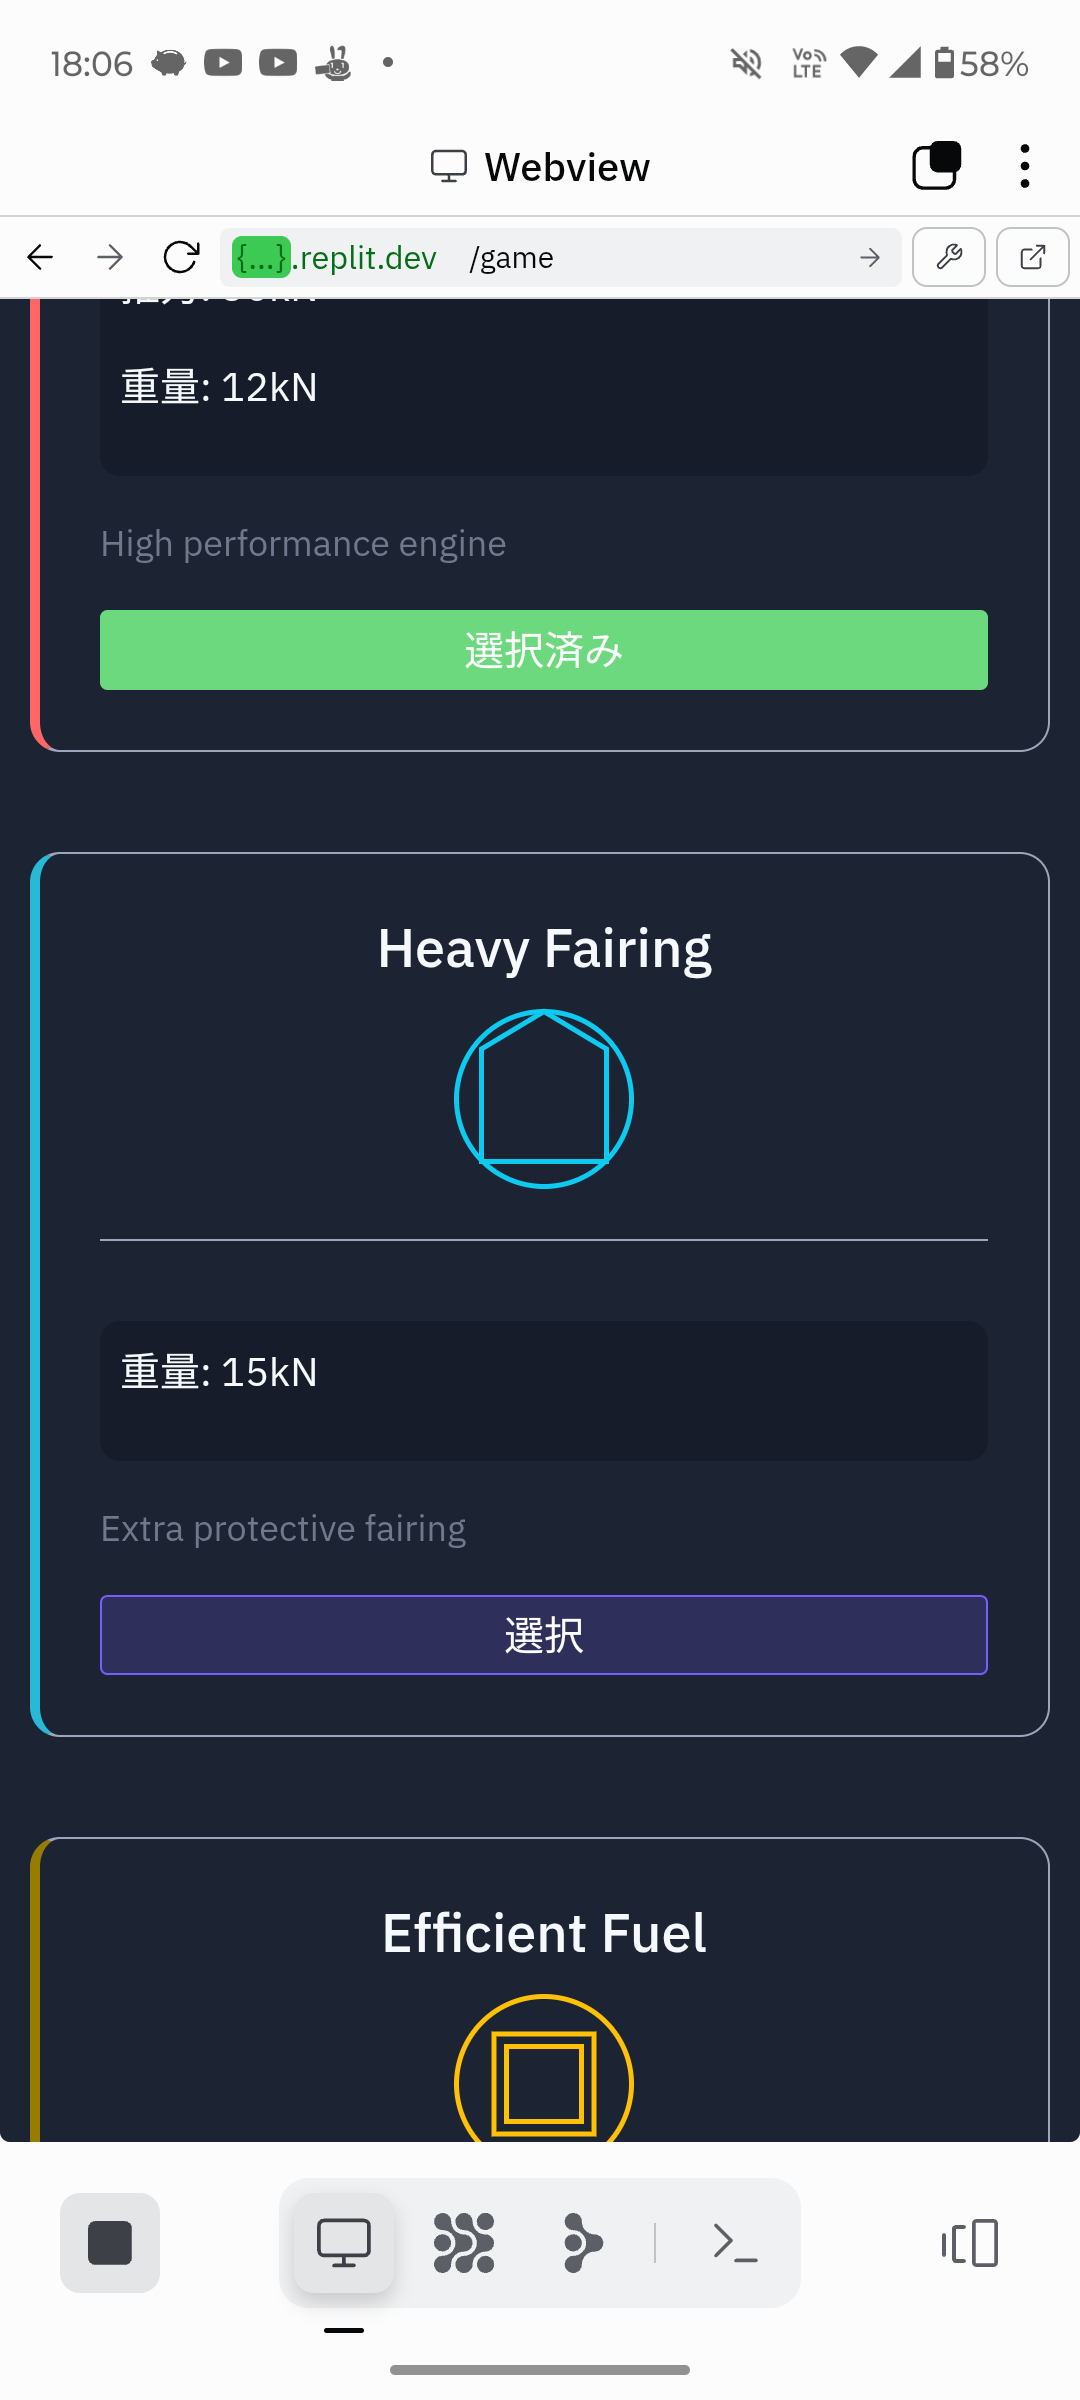 18:06
VoLTE
58%
Webview
{...}.replit.dev /game
重量: 12kN
High performance engine
選択済み
Heavy Fairing
重量: 15kN
Extra protective fairing
選択
Efficient Fuel